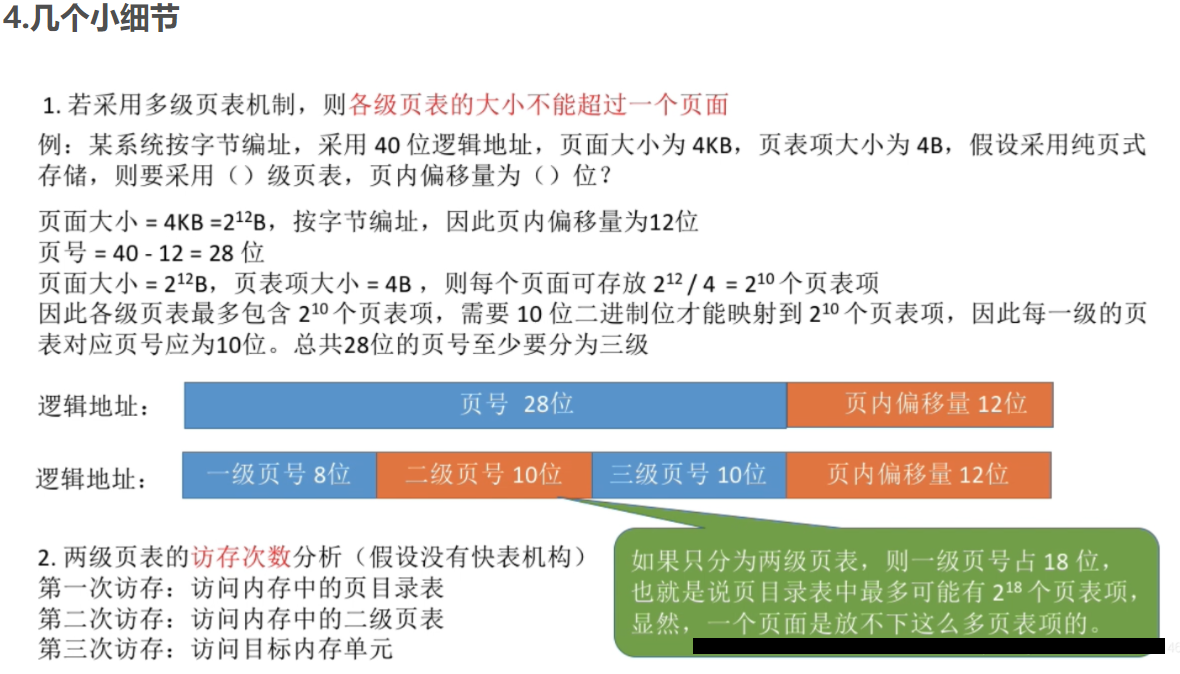 4.几个小细节
1. 若采用多级页表机制，则各级页表的大小不能超过一个页面
例：某系统按字节编址，采用 40 位逻辑地址，页面大小为 4KB，页表项大小为 4B，假设采用纯页式
存储，则要采用（）级页表，页内偏移量为（）位？
页面大小 = 4KB =2¹²B，按字节编址，因此页内偏移量为12位
页号 = 40 - 12 = 28 位
页面大小 = 2¹²B，页表项大小 = 4B ，则每个页面可存放 2¹² / 4 = 2¹⁰ 个页表项
因此各级页表最多包含 2¹⁰ 个页表项，需要 10 位二进制位才能映射到 2¹⁰ 个页表项，因此每一级的页
表对应页号应为10位。总共28位的页号至少要分为三级
逻辑地址： 页号 28位 页内偏移量 12位
逻辑地址： 一级页号 8位 二级页号 10位 三级页号 10位 页内偏移量 12位
2. 两级页表的访存次数分析（假设没有快表机构）
第一次访存：访问内存中的页目录表
第二次访存：访问内存中的二级页表
第三次访存：访问目标内存单元
如果只分为两级页表，则一级页号占 18 位，
也就是说页目录表中最多可能有 2¹⁸ 个页表项，
显然，一个页面是放不下这么多页表项的。